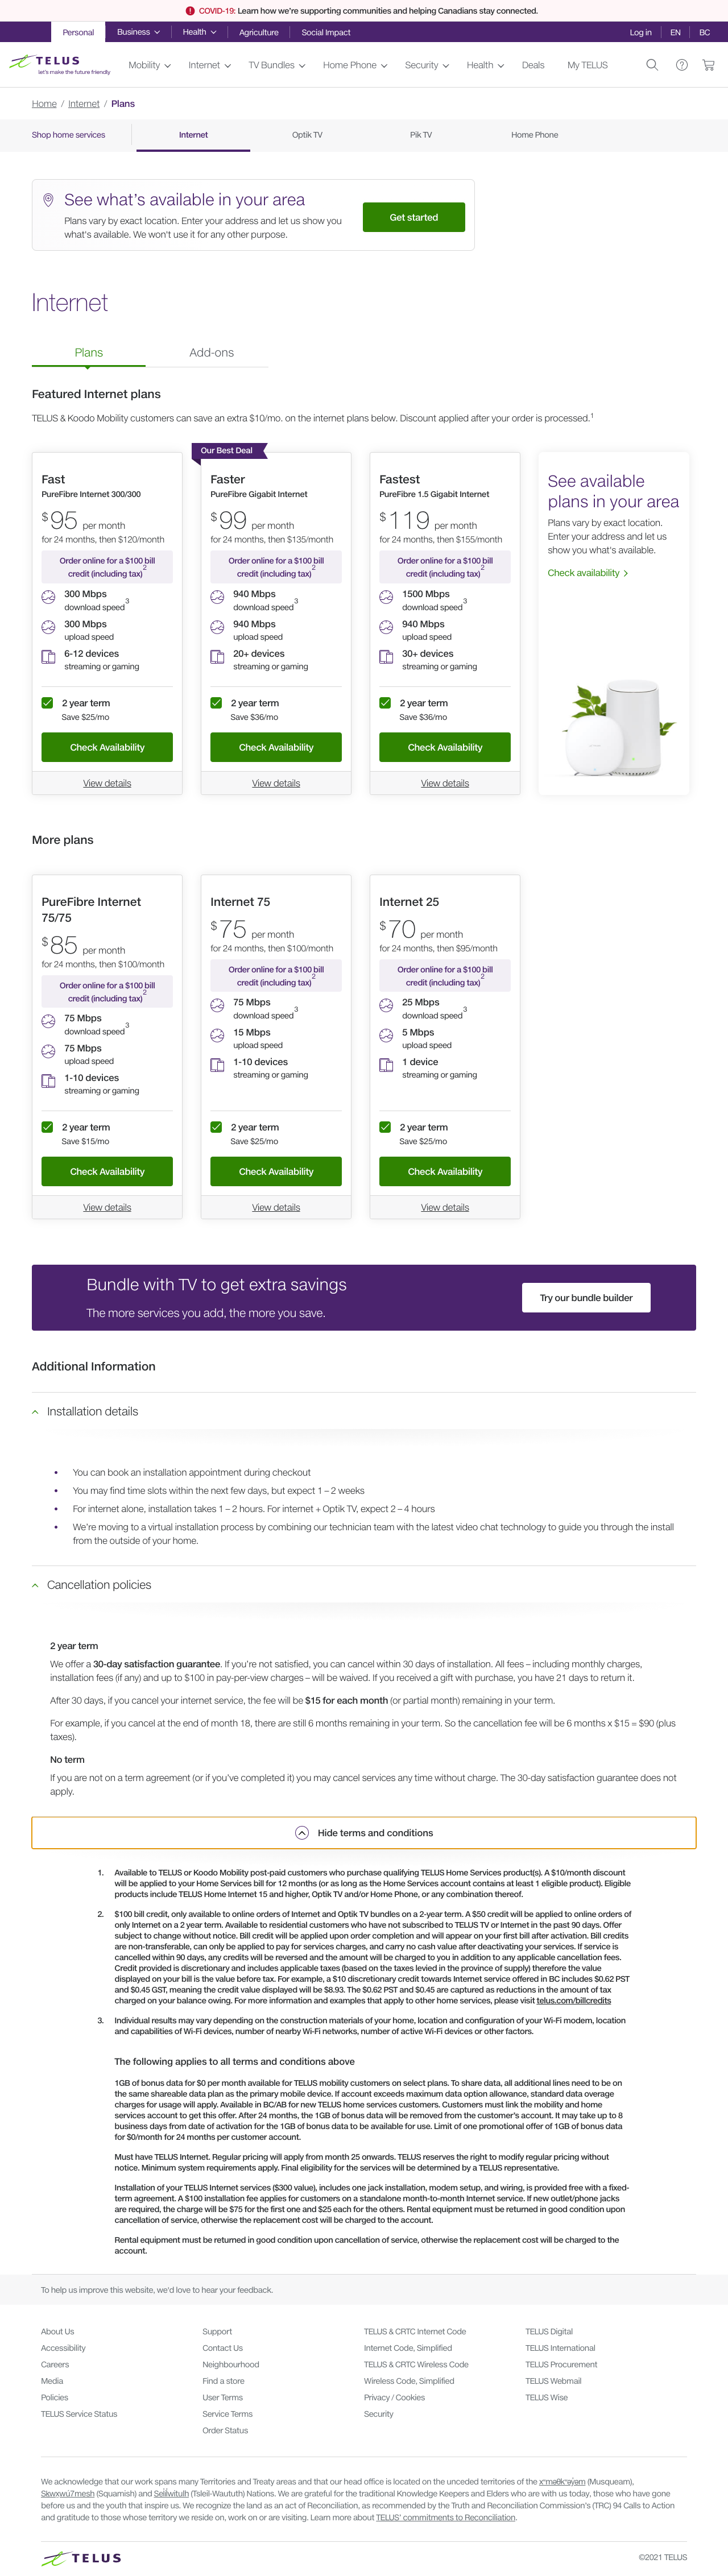 COVID-19: Learn how we're supporting communities and helping Canadians stay connected.
Personal Business Health Agriculture Social Impact Log in EN BC
TELUS let's make the future friendly
Mobility Internet TV Bundles Home Phone Security Health Deals My TELUS
Home / Internet / Plans
Shop home services Internet Optik TV Pik TV Home Phone
See what's available in your area
Plans vary by exact location. Enter your address and let us show you
what's available. We won't use it for any other purpose.
Get started
Internet
Plans Add-ons
Featured Internet plans
TELUS & Koodo Mobility customers can save an extra $10/mo. on the internet plans below. Discount applied after your order is processed.1
Fast
PureFibre Internet 300/300
$95 per month
for 24 months, then $120/month
Order online for a $100 bill
credit (including tax)2
300 Mbps
download speed3
300 Mbps
upload speed
6-12 devices
streaming or gaming
2 year term
Save $25/mo
Check Availability
View details
Our Best Deal
Faster
PureFibre Gigabit Internet
$99 per month
for 24 months, then $135/month
Order online for a $100 bill
credit (including tax)2
940 Mbps
download speed3
940 Mbps
upload speed
20+ devices
streaming or gaming
2 year term
Save $36/mo
Check Availability
View details
Fastest
PureFibre 1.5 Gigabit Internet
$119 per month
for 24 months, then $155/month
Order online for a $100 bill
credit (including tax)2
1500 Mbps
download speed3
940 Mbps
upload speed
30+ devices
streaming or gaming
2 year term
Save $36/mo
Check Availability
View details
See available
plans in your area
Plans vary by exact location.
Enter your address and let us
show you what's available.
Check availability
More plans
PureFibre Internet
75/75
$85 per month
for 24 months, then $100/month
Order online for a $100 bill
credit (including tax)2
75 Mbps
download speed3
75 Mbps
upload speed
1-10 devices
streaming or gaming
2 year term
Save $15/mo
Check Availability
View details
Internet 75
$75 per month
for 24 months, then $100/month
Order online for a $100 bill
credit (including tax)2
75 Mbps
download speed3
15 Mbps
upload speed
1-10 devices
streaming or gaming
2 year term
Save $25/mo
Check Availability
View details
Internet 25
$70 per month
for 24 months, then $95/month
Order online for a $100 bill
credit (including tax)2
25 Mbps
download speed3
5 Mbps
upload speed
1 device
streaming or gaming
2 year term
Save $25/mo
Check Availability
View details
Bundle with TV to get extra savings
The more services you add, the more you save.
Try our bundle builder
Additional Information
Installation details
• You can book an installation appointment during checkout
• You may find time slots within the next few days, but expect 1 – 2 weeks
• For internet alone, installation takes 1 – 2 hours. For internet + Optik TV, expect 2 – 4 hours
• We're moving to a virtual installation process by combining our technician team with the latest video chat technology to guide you through the install
from the outside of your home.
Cancellation policies
2 year term
We offer a 30-day satisfaction guarantee. If you're not satisfied, you can cancel within 30 days of installation. All fees – including monthly charges,
installation fees (if any) and up to $100 in pay-per-view charges – will be waived. If you received a gift with purchase, you have 21 days to return it.
After 30 days, if you cancel your internet service, the fee will be $15 for each month (or partial month) remaining in your term.
For example, if you cancel at the end of month 18, there are still 6 months remaining in your term. So the cancellation fee will be 6 months x $15 = $90 (plus
taxes).
No term
If you are not on a term agreement (or if you've completed it) you may cancel services any time without charge. The 30-day satisfaction guarantee does not
apply.
Hide terms and conditions
1. Available to TELUS or Koodo Mobility post-paid customers who purchase qualifying TELUS Home Services product(s). A $10/month discount
will be applied to your Home Services bill for 12 months (or as long as the Home Services account contains at least 1 eligible product). Eligible
products include TELUS Home Internet 15 and higher, Optik TV and/or Home Phone, or any combination thereof.
2. $100 bill credit, only available to online orders of Internet and Optik TV bundles on a 2-year term. A $50 credit will be applied to online orders of
only Internet on a 2 year term. Available to residential customers who have not subscribed to TELUS TV or Internet in the past 90 days. Offer
subject to change without notice. Bill credit will be applied upon order completion and will appear on your first bill after activation. Bill credits
are non-transferable, can only be applied to pay for services charges, and carry no cash value after deactivating your services. If service is
cancelled within 90 days, any credits will be reversed and the amount will be charged to you in addition to any applicable cancellation fees.
Credit provided is discretionary and includes applicable taxes (based on the taxes levied in the province of supply) therefore the value
displayed on your bill is the value before tax. For example, a $10 discretionary credit towards Internet service offered in BC includes $0.62 PST
and $0.45 GST, meaning the credit value displayed will be $8.93. The $0.62 PST and $0.45 are captured as reductions in the amount of tax
charged on your balance owing. For more information and examples that apply to other home services, please visit telus.com/billcredits
3. Individual results may vary depending on the construction materials of your home, location and configuration of your Wi-Fi modem, location
and capabilities of Wi-Fi devices, number of nearby Wi-Fi networks, number of active Wi-Fi devices or other factors.
The following applies to all terms and conditions above
1GB of bonus data for $0 per month available for TELUS mobility customers on select plans. To share data, all additional lines need to be on
the same shareable data plan as the primary mobile device. If account exceeds maximum data option allowance, standard data overage
charges for usage will apply. Available in BC/AB for new TELUS home services customers. Customers must link the mobility and home
services account to get this offer. After 24 months, the 1GB of bonus data will be removed from the customer's account. It may take up to 8
business days from date of activation for the 1GB of bonus data to be available for use. Limit of one promotional offer of 1GB of bonus data
for $0/month for 24 months per customer account.
Must have TELUS Internet. Regular pricing will apply from month 25 onwards. TELUS reserves the right to modify regular pricing without
notice. Minimum system requirements apply. Final eligibility for the services will be determined by a TELUS representative.
Installation of your TELUS Internet services ($300 value), includes one jack installation, modem setup, and wiring, is provided free with a fixed-
term agreement. A $100 installation fee applies for customers on a standalone month-to-month Internet service. If new outlet/phone jacks
are required, the charge will be $75 for the first one and $25 each for the others. Rental equipment must be returned in good condition upon
cancellation of service, otherwise the replacement cost will be charged to the account.
Rental equipment must be returned in good condition upon cancellation of service, otherwise the replacement cost will be charged to the
account.
To help us improve this website, we'd love to hear your feedback.
About Us
Accessibility
Careers
Media
Policies
TELUS Service Status
Support
Contact Us
Neighbourhood
Find a store
User Terms
Service Terms
Order Status
TELUS & CRTC Internet Code
Internet Code, Simplified
TELUS & CRTC Wireless Code
Wireless Code, Simplified
Privacy / Cookies
Security
TELUS Digital
TELUS International
TELUS Procurement
TELUS Webmail
TELUS Wise
We acknowledge that our work spans many Territories and Treaty areas and that our head office is located on the unceded territories of the xʷməθkʷəy̓əm (Musqueam),
Sḵwx̱wú7mesh (Squamish) and Sel̓íl̓witulh (Tsleil-Waututh) Nations. We are grateful for the traditional Knowledge Keepers and Elders who are with us today, those who have gone
before us and the youth that inspire us. We recognize the land as an act of Reconciliation, as recommended by the Truth and Reconciliation Commission's (TRC) 94 Calls to Action
and gratitude to those whose territory we reside on, work on or are visiting. Learn more about TELUS' commitments to Reconciliation.
TELUS ©2021 TELUS